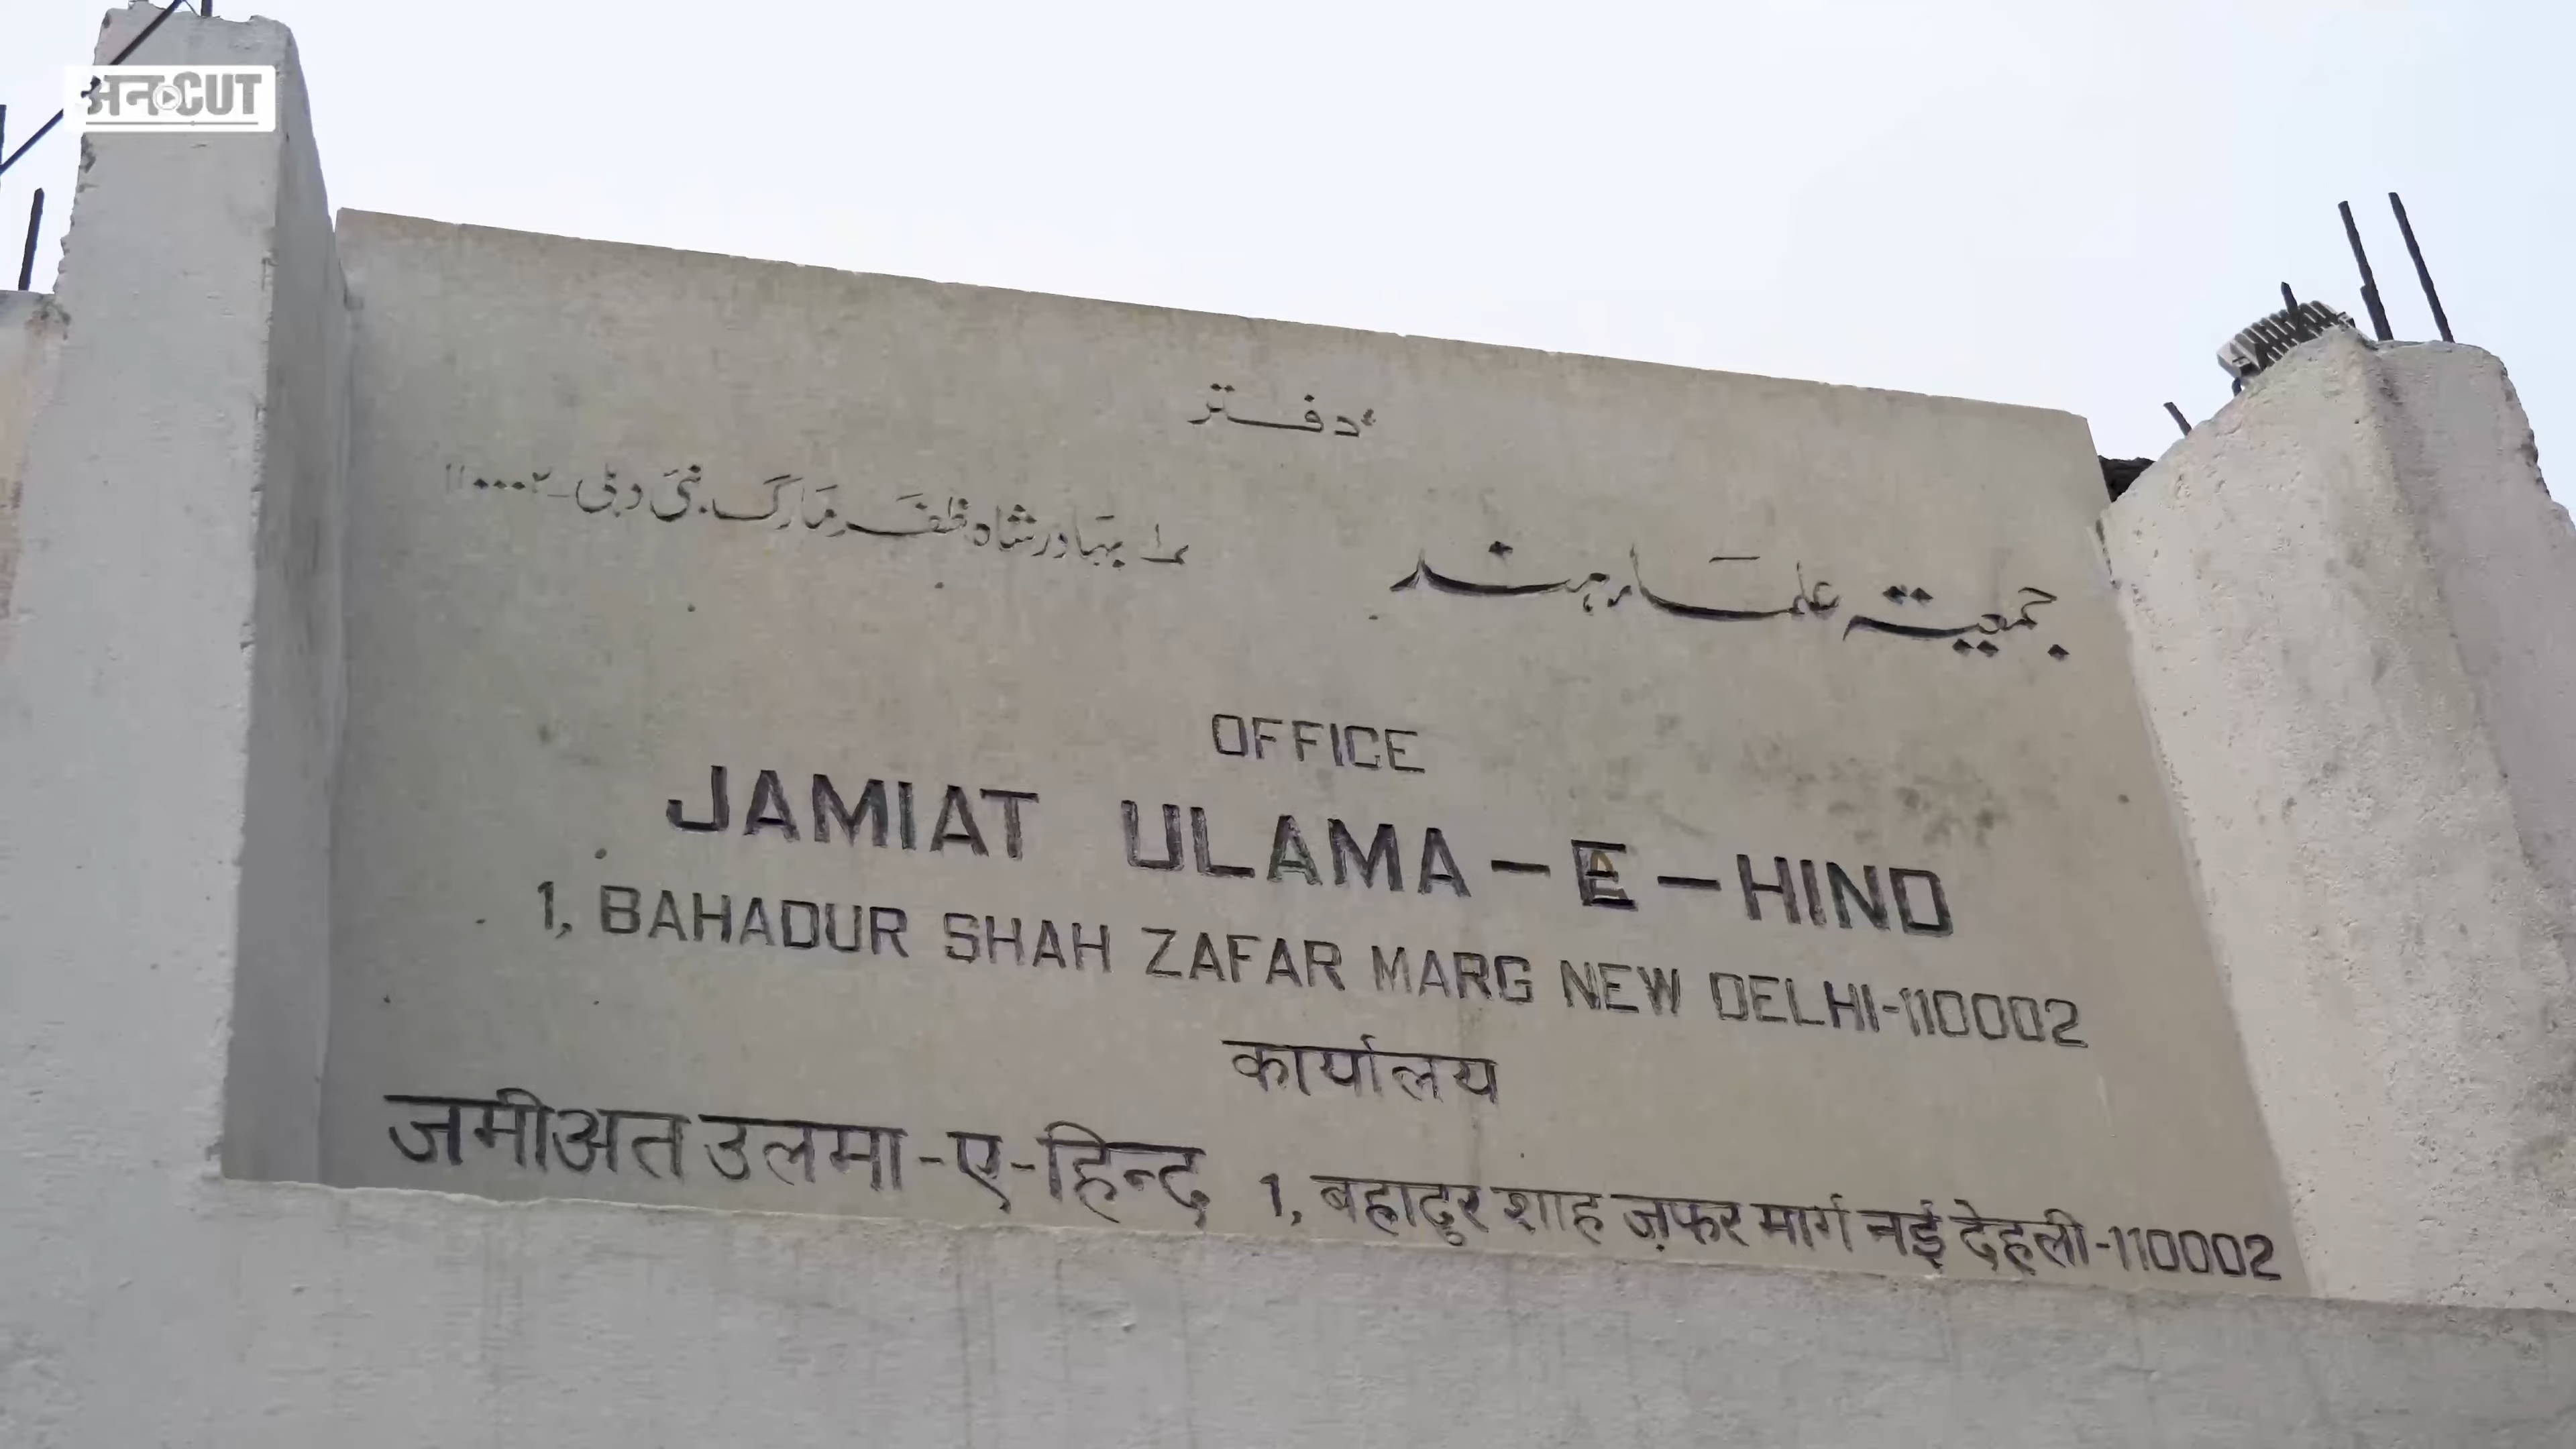 अनCUT
دفتر
جمعیتہ علماء ہند
۱ بہادر شاہ ظفر مارگ نئی دہلی-۱۱۰۰۰۲
OFFICE
JAMIAT ULAMA-E-HIND
1, BAHADUR SHAH ZAFAR MARG NEW DELHI-110002
कार्यालय
जमीअत उलमा-ए-हिन्द 1, बहादुर शाह ज़फर मार्ग नई देहली-110002